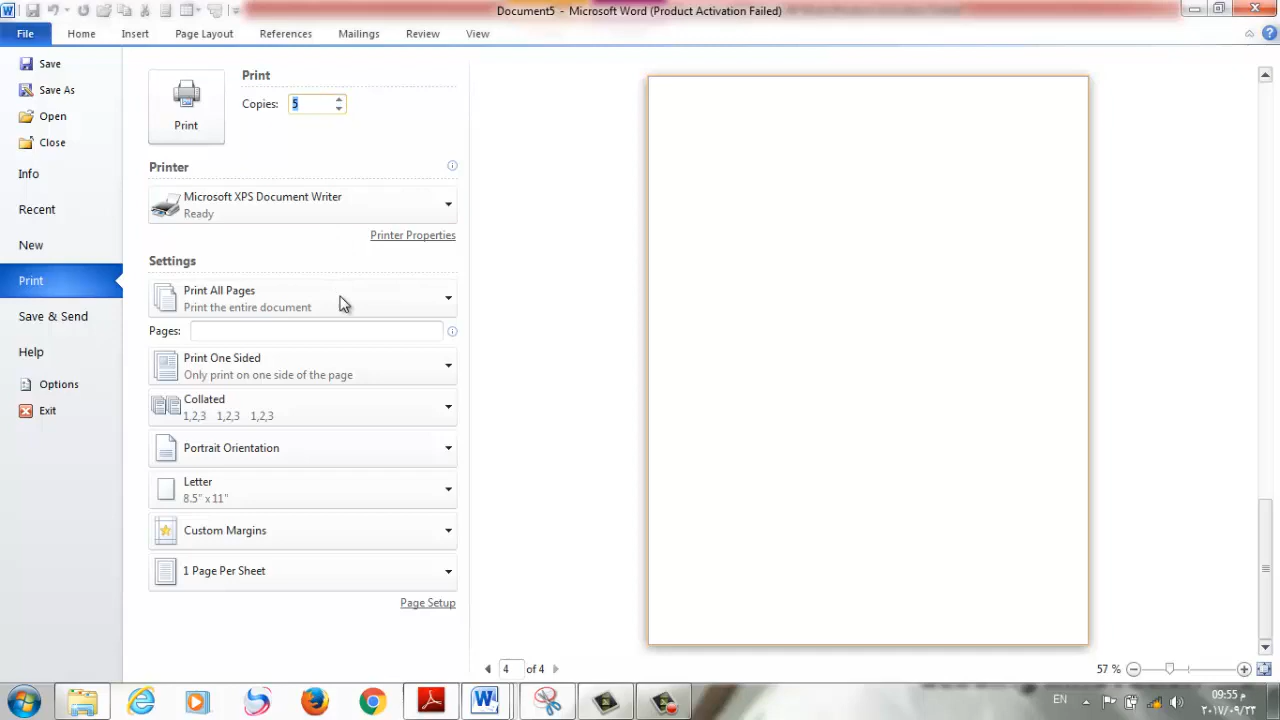 Document5 - Microsoft Word (Product Activation Failed)
File Home Insert Page Layout References Mailings Review View
Save
Save As
Open
Close
Info
Recent
New
Print
Save & Send
Help
Options
Exit
Print
Print
Copies: 5
Printer
Microsoft XPS Document Writer
Ready
Printer Properties
Settings
Print All Pages
Print the entire document
Pages:
Print One Sided
Only print on one side of the page
Collated
1,2,3 1,2,3 1,2,3
Portrait Orientation
Letter
8.5" x 11"
Custom Margins
1 Page Per Sheet
Page Setup
4 of 4
57 %
EN
م 09:55
٢٠١٧/٠٩/٢٣